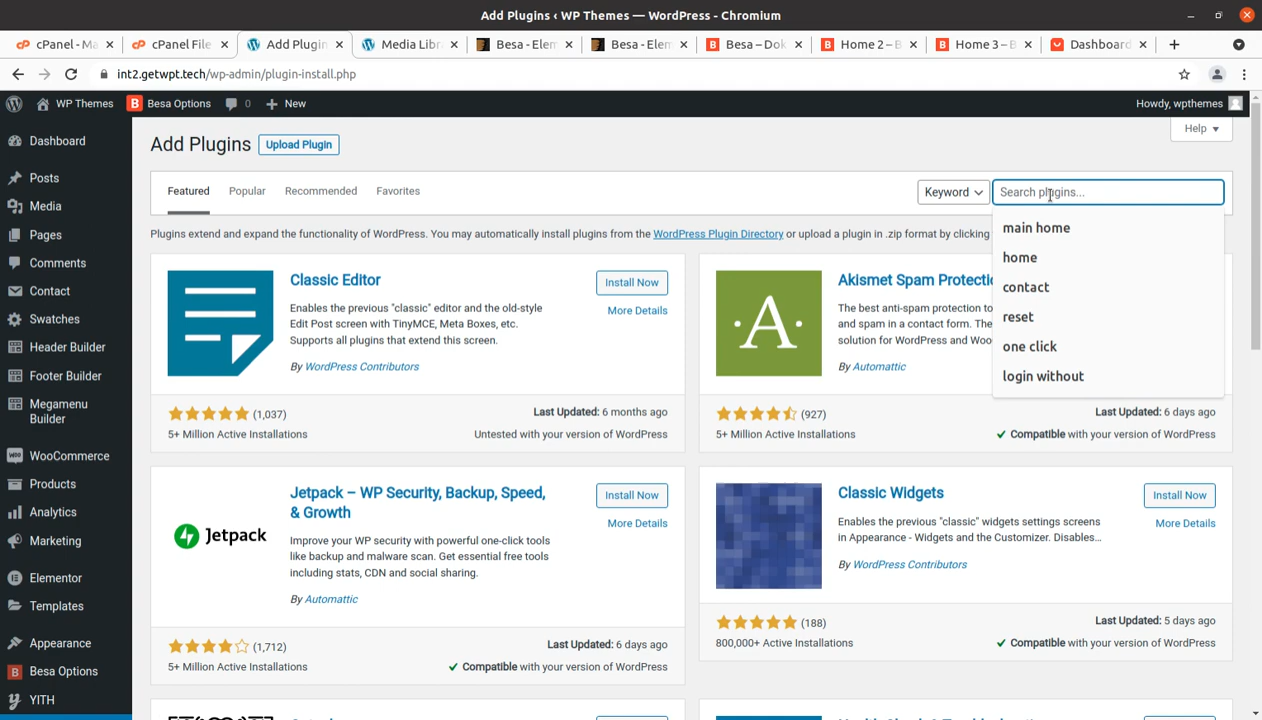 Add Plugins ‹ WP Themes — WordPress - Chromium
cPanel - Ma
cPanel File
Add Plugin
Media Libr
Besa - Elem
Besa - Elem
Besa – Dok
Home 2 – B
Home 3 – B
Dashboard
int2.getwpt.tech/wp-admin/plugin-install.php
WP Themes
B Besa Options
0
New
Howdy, wpthemes
Dashboard
Posts
Media
Pages
Comments
Contact
Swatches
Header Builder
Footer Builder
Megamenu
Builder
WooCommerce
Products
Analytics
Marketing
Elementor
Templates
Appearance
B Besa Options
YITH
Help
Add Plugins
Upload Plugin
Featured
Popular
Recommended
Favorites
Keyword
Search plugins...
main home
home
contact
reset
one click
login without
Plugins extend and expand the functionality of WordPress. You may automatically install plugins from the WordPress Plugin Directory or upload a plugin in .zip format by clicking
Classic Editor
Install Now
More Details
Enables the previous "classic" editor and the old-style
Edit Post screen with TinyMCE, Meta Boxes, etc.
Supports all plugins that extend this screen.
By WordPress Contributors
(1,037)
Last Updated: 6 months ago
5+ Million Active Installations
Untested with your version of WordPress
A
Akismet Spam Protectio
The best anti-spam protection to
and spam in a contact form. The
solution for WordPress and Woo
By Automattic
(927)
Last Updated: 6 days ago
5+ Million Active Installations
Compatible with your version of WordPress
Jetpack
Jetpack – WP Security, Backup, Speed,
& Growth
Install Now
More Details
Improve your WP security with powerful one-click tools
like backup and malware scan. Get essential free tools
including stats, CDN and social sharing.
By Automattic
(1,712)
Last Updated: 6 days ago
5+ Million Active Installations
Compatible with your version of WordPress
Classic Widgets
Install Now
More Details
Enables the previous "classic" widgets settings screens
in Appearance - Widgets and the Customizer. Disables...
By WordPress Contributors
(188)
Last Updated: 5 days ago
800,000+ Active Installations
Compatible with your version of WordPress